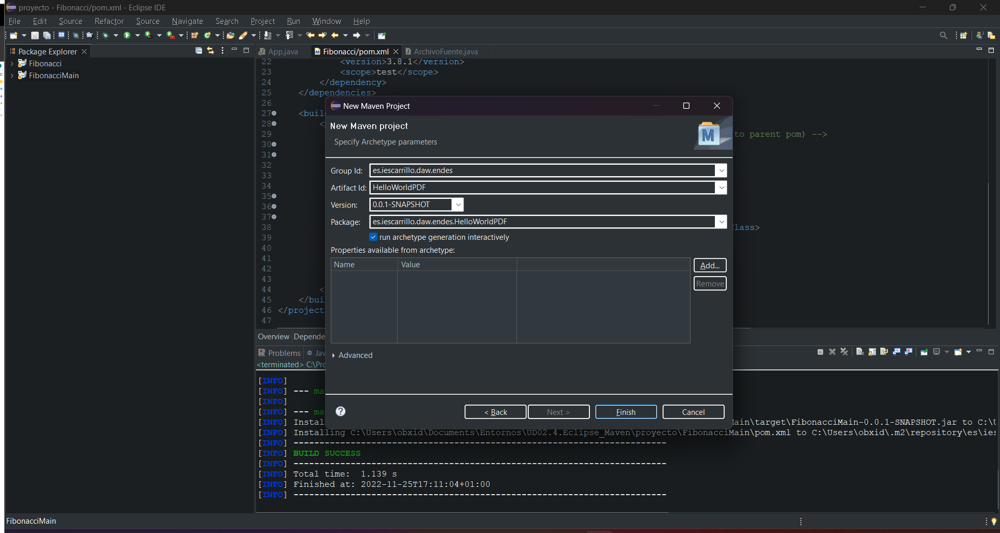 proyecto - Fibonacci/pom.xml - Eclipse IDE
File Edit Source Refactor Source Navigate Search Project Run Window Help
Package Explorer
Fibonacci
FibonacciMain
App.java Fibonacci/pom.xml ArchivoFuente.java
22 <version>3.8.1</version>
23 <scope>test</scope>
24 </dependency>
25 </dependencies>
26
27 <buil
28 <
29 to parent pom) -->
30
31
32
33
34
35
36
37
38 lass>
39
40
41
42
43
44 <
45 </bui
46 </project
47
Overview Depende
Problems Jav
<terminated> C:\Pro
New Maven Project
New Maven project
Specify Archetype parameters
M
Group Id: es.iescarrillo.daw.endes
Artifact Id: HelloWorldPDF
Version: 0.0.1-SNAPSHOT
Package: es.iescarrillo.daw.endes.HelloWorldPDF
run archetype generation interactively
Properties available from archetype:
Name Value
Add...
Remove
Advanced
< Back Next > Finish Cancel
[INFO]
[INFO] --- ma
[INFO]
[INFO] --- ma
[INFO] Instal ain\target\FibonacciMain-0.0.1-SNAPSHOT.jar to C:\U
[INFO] Installing C:\Users\obxid\Documents\Entornos\UD02.4.Eclipse_Maven\proyecto\FibonacciMain\pom.xml to C:\Users\obxid\.m2\repository\es\ies
[INFO] ------------------------------------------------------------------------
[INFO] BUILD SUCCESS
[INFO] ------------------------------------------------------------------------
[INFO] Total time: 1.139 s
[INFO] Finished at: 2022-11-25T17:11:04+01:00
[INFO] ------------------------------------------------------------------------
FibonacciMain